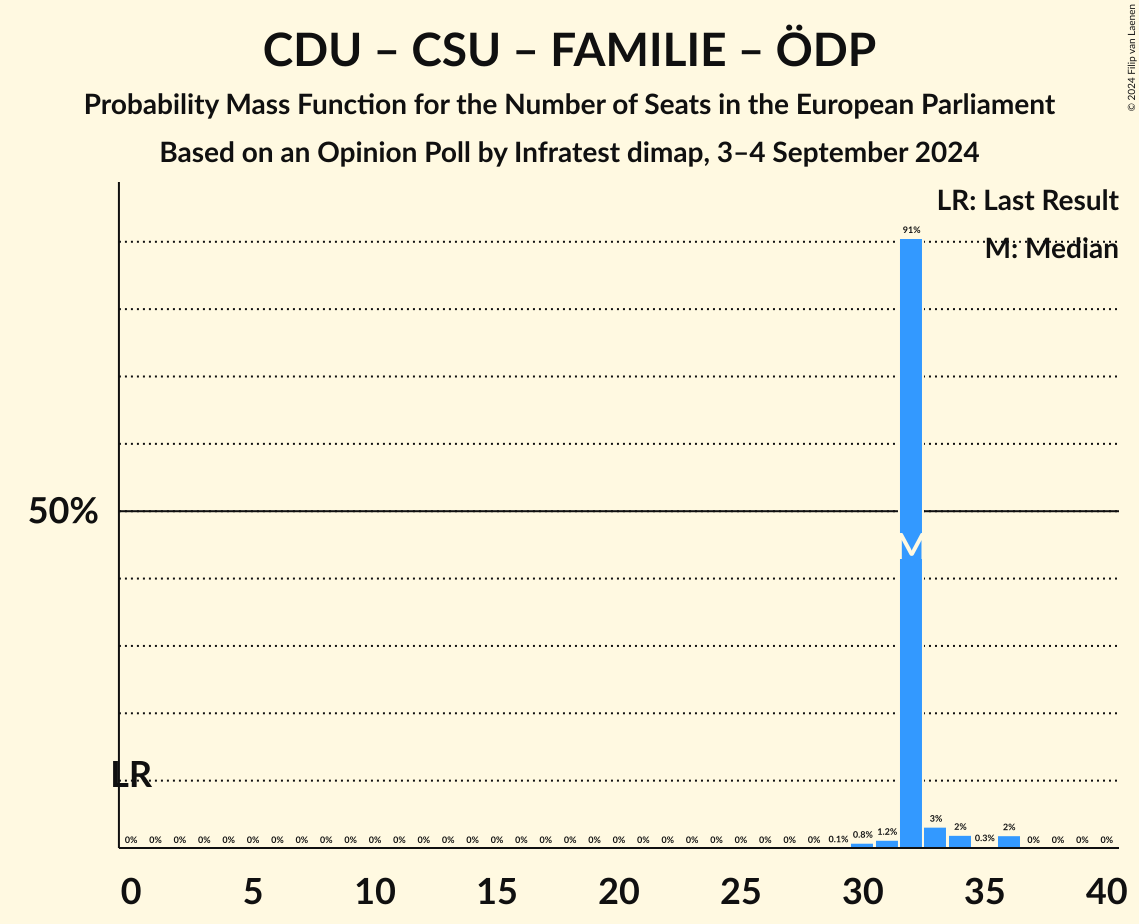 CDU – CSU – FAMILIE – ÖDP
Probability Mass Function for the Number of Seats in the European Parliament
Based on an Opinion Poll by Infratest dimap, 3–4 September 2024
© 2024 Filip van Laenen
LR: Last Result
M: Median
91%
50%
M
LR
0% 0% 0% 0% 0% 0% 0% 0% 0% 0% 0% 0% 0% 0% 0% 0% 0% 0% 0% 0% 0% 0% 0% 0% 0% 0% 0% 0% 0% 0.1% 0.8% 1.2% 3% 2% 0.3% 2% 0% 0% 0% 0%
0 5 10 15 20 25 30 35 40